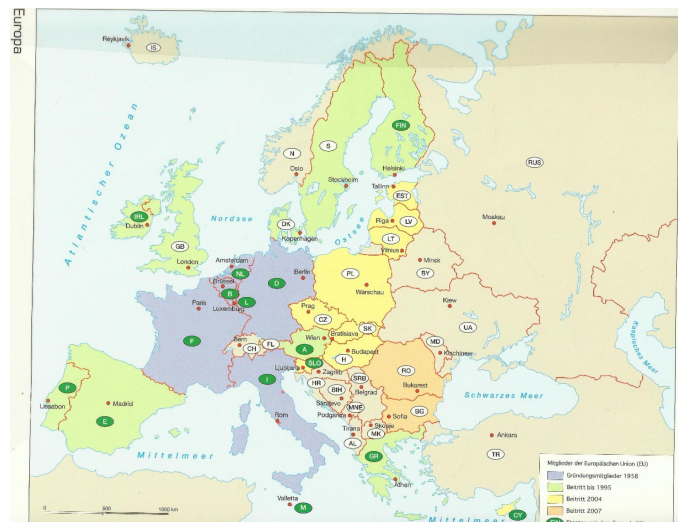 Europa
Reykjavik
IS
Atlantischer Ozean
N
S
FIN
Oslo
Stockholm
Helsinki
RUS
Tallinn
EST
Moskau
IRL
Dublin
Nordsee
DK
Kopenhagen
Ostsee
Riga
LV
LT
Vilnius
Minsk
BY
GB
London
Amsterdam
NL
Brüssel
B
L
Luxemburg
D
Berlin
PL
Warschau
Paris
F
Prag
CZ
Kiew
UA
SK
Bern
CH
FL
Wien
Bratislava
A
H
Budapest
MD
Kischinew
Kaspisches Meer
SLO
Ljubljana
Zagreb
HR
RO
Bukarest
I
BIH
SRB
Belgrad
Sarajevo
MNE
Podgorica
BG
Sofia
Schwarzes Meer
P
Lissabon
Madrid
E
Rom
Skopje
MK
Tirana
AL
Ankara
TR
GR
Athen
Mittelmeer
Valletta
M
Mittelmeer
CY
0 500 1000 km
Mitglieder der Europäischen Union (EU)
Gründungsmitglieder 1958
Beitritt bis 1995
Beitritt 2004
Beitritt 2007